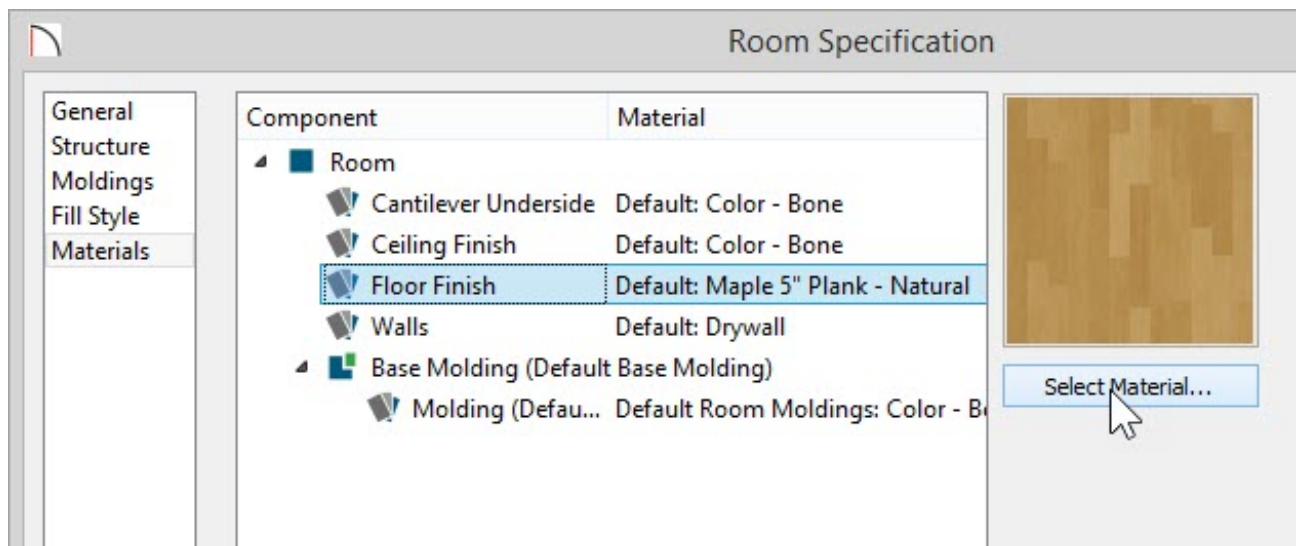 Room Specification
General
Structure
Moldings
Fill Style
Materials
Component Material
Room
Cantilever Underside Default: Color - Bone
Ceiling Finish Default: Color - Bone
Floor Finish Default: Maple 5" Plank - Natural
Walls Default: Drywall
Base Molding (Default Base Molding)
Molding (Defau... Default Room Moldings: Color - B
Select Material...